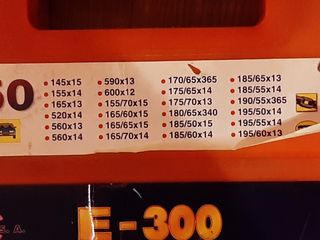 60
145x15 590x13 170/65x365 185/65x13
155x14 600x12 175/65x14 185/55x14
165x13 155/70x15 175/70x13 190/55x365
520x14 165/60x15 180/65x340 195/50x14
560x13 165/65x15 185/50x15 195/55x14
560x14 165/70x14 185/60x14 195/60x13
S. A.
E-300